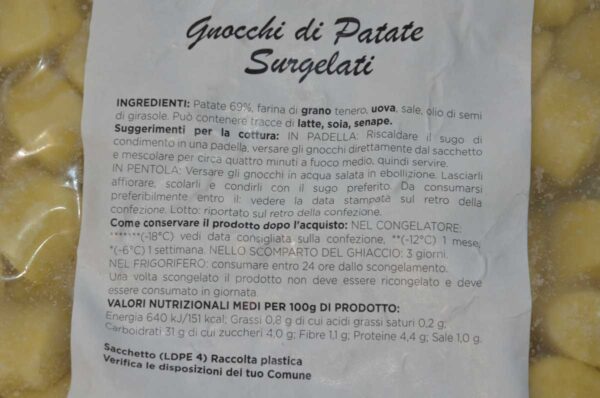 Gnocchi di Patate
Surgelati
INGREDIENTI: Patate 69%, farina di grano tenero, uova, sale, olio di semi
di girasole. Può contenere tracce di latte, soia, senape.
Suggerimenti per la cottura: IN PADELLA: Riscaldare il sugo di
condimento in una padella, versare gli gnocchi direttamente dal sacchetto
e mescolare per circa quattro minuti a fuoco medio, quindi servire.
IN PENTOLA: Versare gli gnocchi in acqua salata in ebollizione. Lasciarli
affiorare, scolarli e condirli con il sugo preferito. Da consumarsi
preferibilmente entro il: vedere la data stampata sul retro della
confezione. Lotto: riportato sul retro della confezione.
Come conservare il prodotto dopo l'acquisto: NEL CONGELATORE:
(-18°C) vedi data consigliata sulla confezione, **(-12°C) 1 mese,
*(-6°C) 1 settimana. NELLO SCOMPARTO DEL GHIACCIO: 3 giorni.
NEL FRIGORIFERO: consumare entro 24 ore dallo scongelamento.
Una volta scongelato il prodotto non deve essere ricongelato e deve
essere consumato in giornata.
VALORI NUTRIZIONALI MEDI PER 100g DI PRODOTTO:
Energia 640 kJ/151 kcal; Grassi 0,8 g di cui acidi grassi saturi 0,2 g;
Carboidrati 31 g di cui zuccheri 4,0 g; Fibre 1,1 g; Proteine 4,4 g; Sale 1,0 g.
Sacchetto (LDPE 4) Raccolta plastica
Verifica le disposizioni del tuo Comune